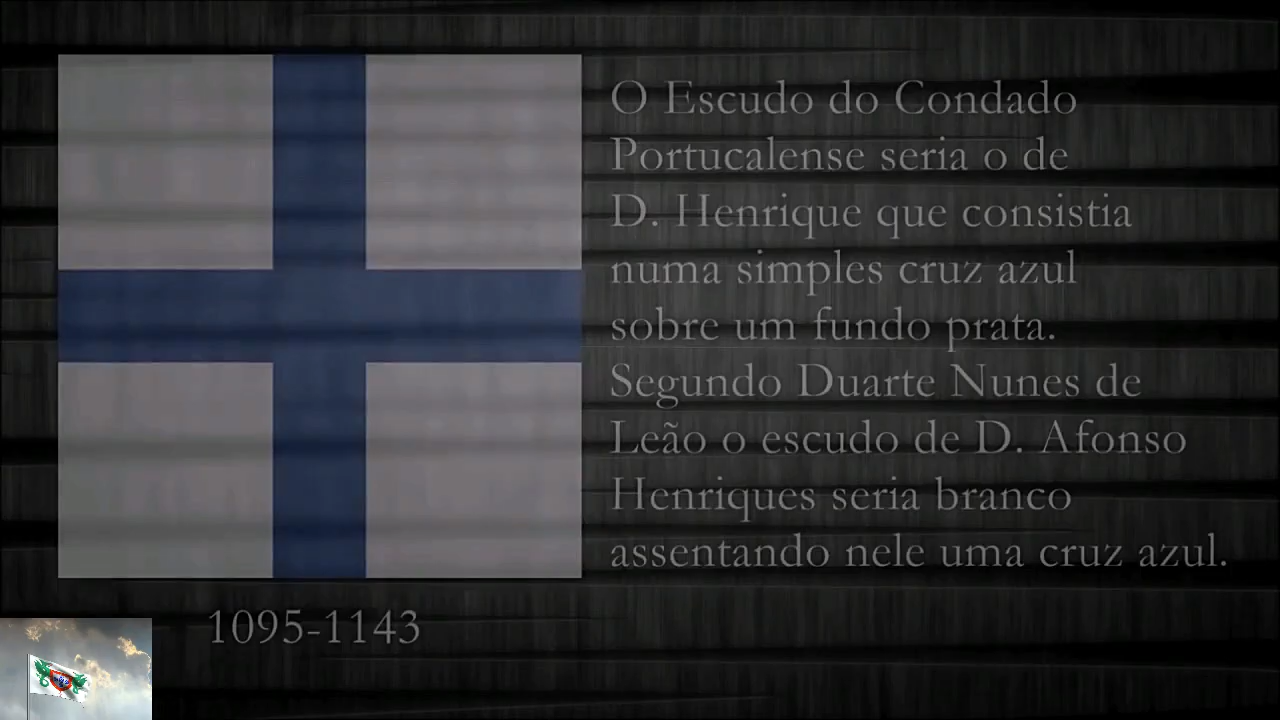 O Escudo do Condado
Portucalense seria o de
D. Henrique que consistia
numa simples cruz azul
sobre um fundo prata.
Segundo Duarte Nunes de
Leão o escudo de D. Afonso
Henriques seria branco
assentando nele uma cruz azul.
1095-1143